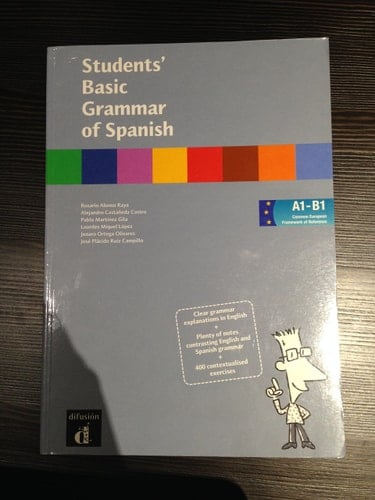 Students'
Basic
Grammar
of Spanish
Rosario Alonso Raya
Alejandro Castañeda Castro
Pablo Martínez Gila
Lourdes Miquel López
Jenaro Ortega Olivares
José Plácido Ruiz Campillo
A1-B1
Common European
Framework of Reference
Clear grammar
explanations in English
+
Plenty of notes
contrasting English and
Spanish grammar
+
400 contextualised
exercises
difusión